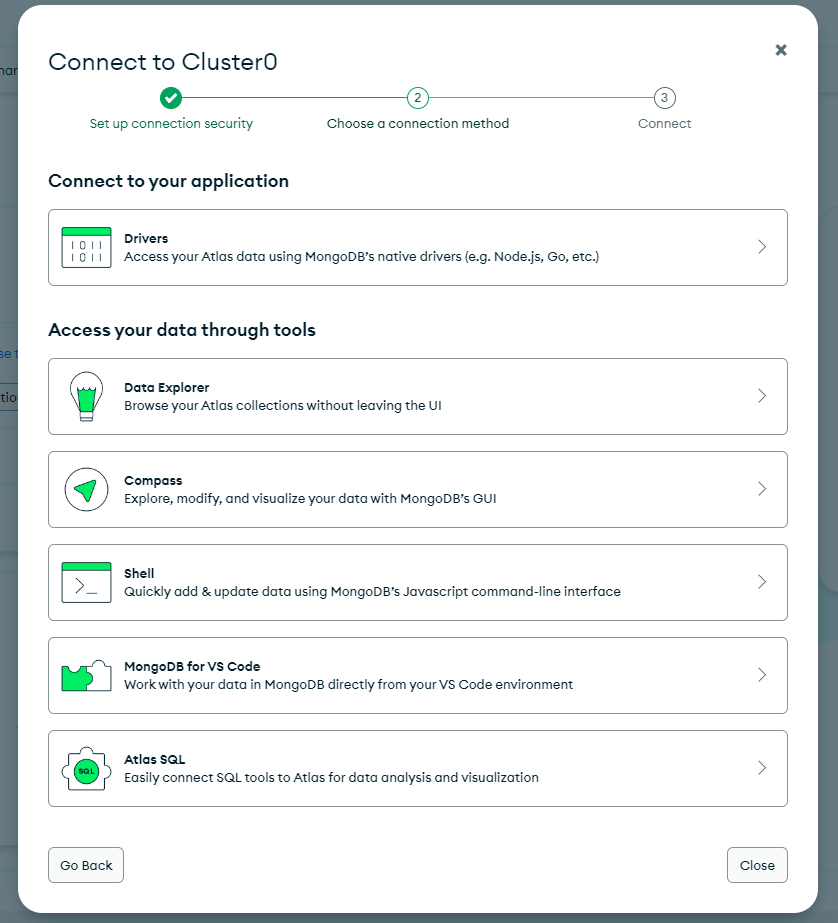 Connect to Cluster0
2
3
Set up connection security
Choose a connection method
Connect
Connect to your application
1011
1011
Drivers
Access your Atlas data using MongoDB's native drivers (e.g. Node.js, Go, etc.)
Access your data through tools
Data Explorer
Browse your Atlas collections without leaving the UI
Compass
Explore, modify, and visualize your data with MongoDB's GUI
>_
Shell
Quickly add & update data using MongoDB's Javascript command-line interface
MongoDB for VS Code
Work with your data in MongoDB directly from your VS Code environment
SQL
Atlas SQL
Easily connect SQL tools to Atlas for data analysis and visualization
Go Back
Close